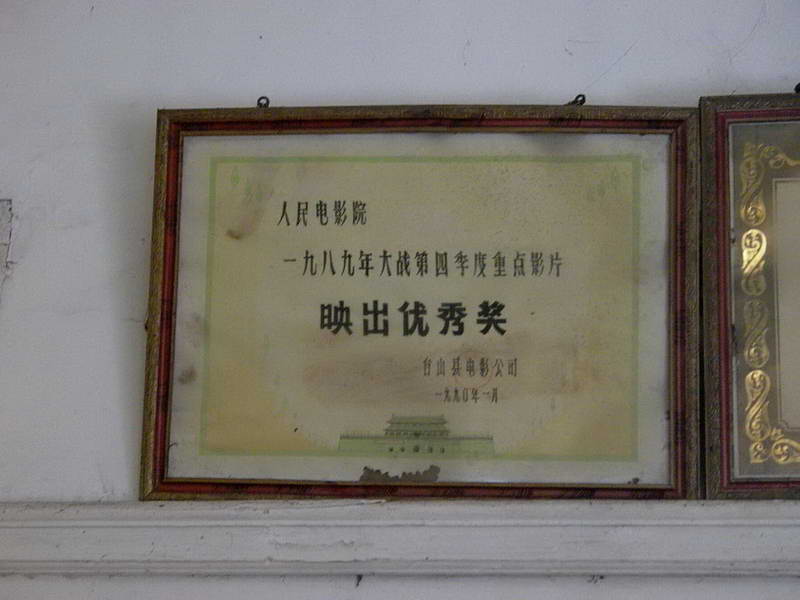 人民电影院
一九八九年大战第四季度重点影片
映出优秀奖
台山县电影公司
一九九〇年一月